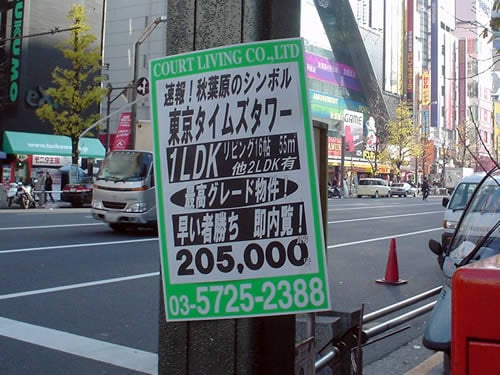 COURT LIVING CO.,LTD
速報！秋葉原のシンボル
東京タイムズタワー
1LDK リビング16帖 55㎡
他2LDK有
最高グレード物件！
早い者勝ち 即内覧！
205,000円
03-5725-2388
GAME